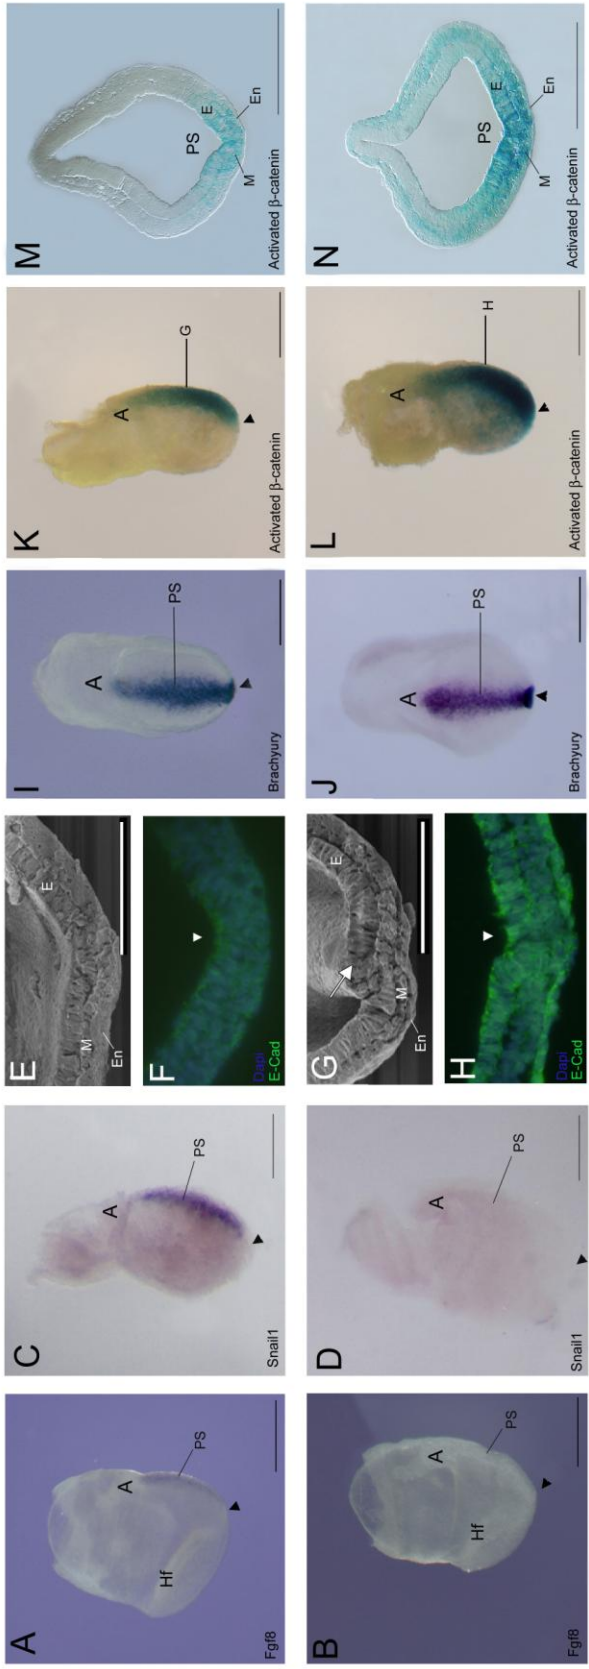 A
A
PS
Hf
Fgf8
B
A
PS
Hf
Fgf8
C
A
PS
Snail1
D
A
PS
Snail1
E
E
M
En
F
Dapi
E-Cad
G
E
M
En
H
Dapi
E-Cad
I
A
PS
Brachyury
J
A
PS
Brachyury
K
A
G
Activated β-catenin
L
A
H
Activated β-catenin
M
PS
E
En
M
Activated β-catenin
N
PS
E
En
M
Activated β-catenin